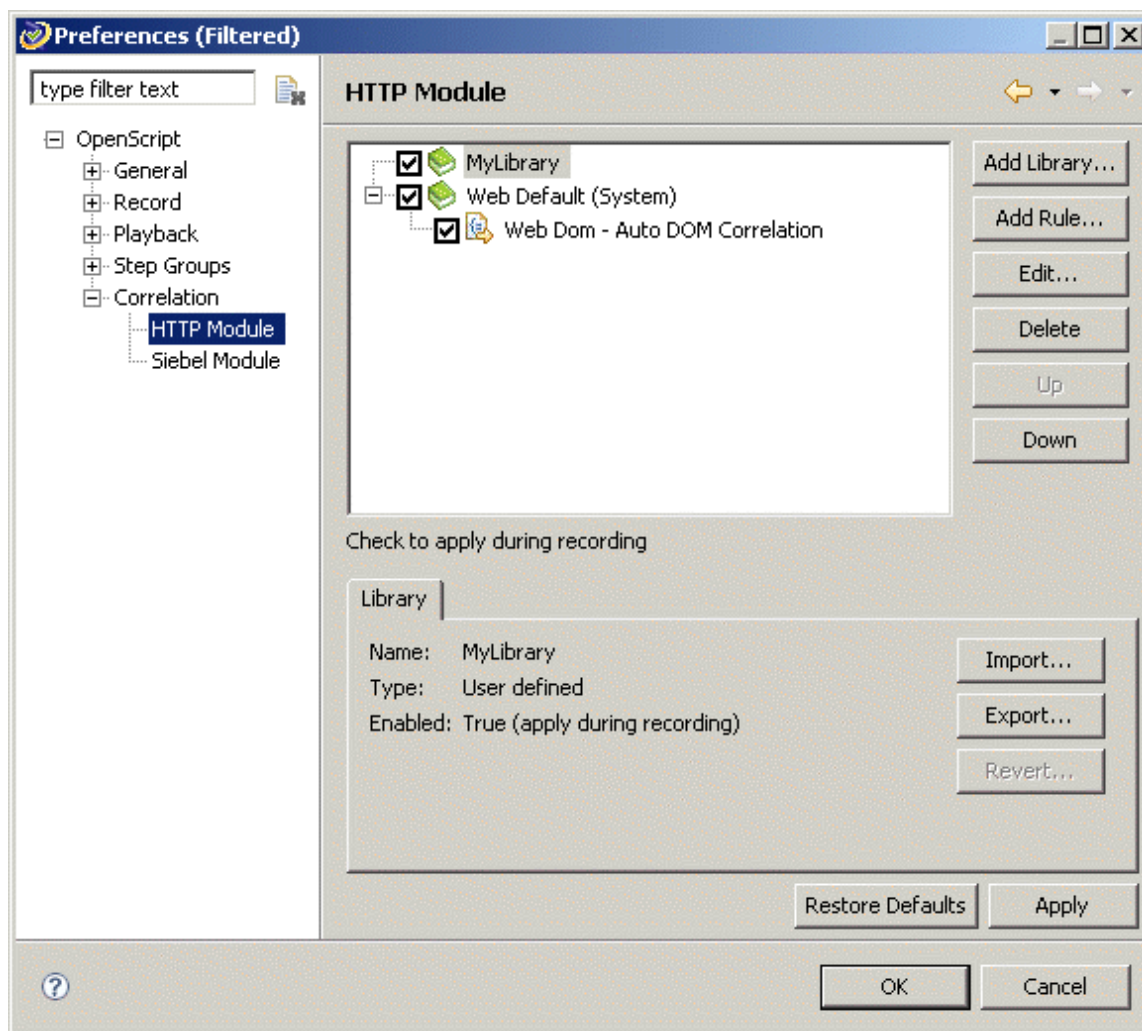 Preferences (Filtered)
type filter text
OpenScript
General
Record
Playback
Step Groups
Correlation
HTTP Module
Siebel Module
HTTP Module
MyLibrary
Web Default (System)
Web Dom - Auto DOM Correlation
Add Library...
Add Rule...
Edit...
Delete
Up
Down
Check to apply during recording
Library
Name: MyLibrary
Type: User defined
Enabled: True (apply during recording)
Import...
Export...
Revert...
Restore Defaults
Apply
?
OK
Cancel